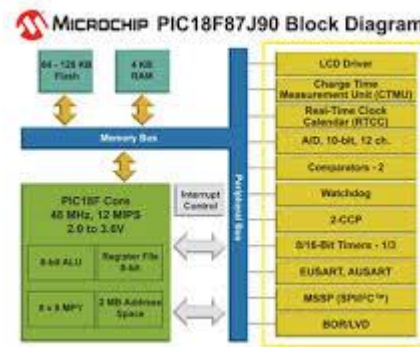 MICROCHIP PIC18F87J90 Block Diagram
64 - 128 KB
Flash
4 KB
RAM
Memory Bus
PIC18F Core
48 MHz, 12 MIPS
2.0 to 3.6V
8-bit ALU
Register File
8-bit
8 x 8 MPY
2 MB Address
Space
Interrupt
Control
Peripheral Bus
LCD Driver
Charge Time
Measurement Unit (CTMU)
Real-Time Clock
Calendar (RTCC)
A/D, 10-bit, 12 ch.
Comparators - 2
Watchdog
2-CCP
8/16-Bit Timers - 1/3
EUSART, AUSART
MSSP (SPI/I²C™)
BOR/LVD